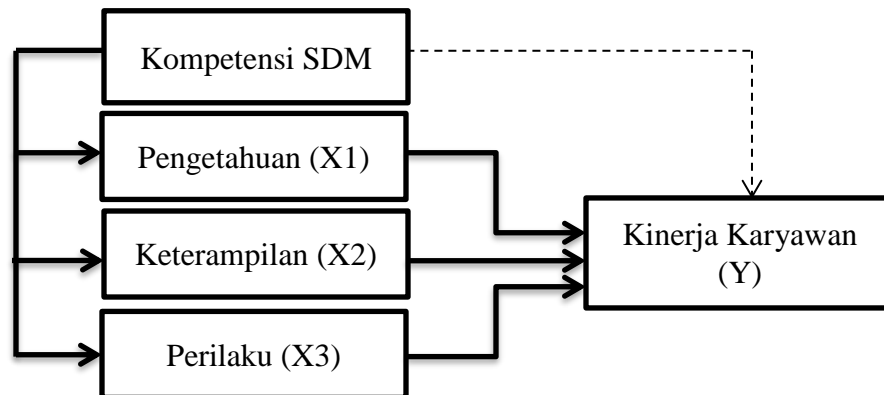 Kompetensi SDM
Pengetahuan (X1)
Keterampilan (X2)
Perilaku (X3)
Kinerja Karyawan
(Y)